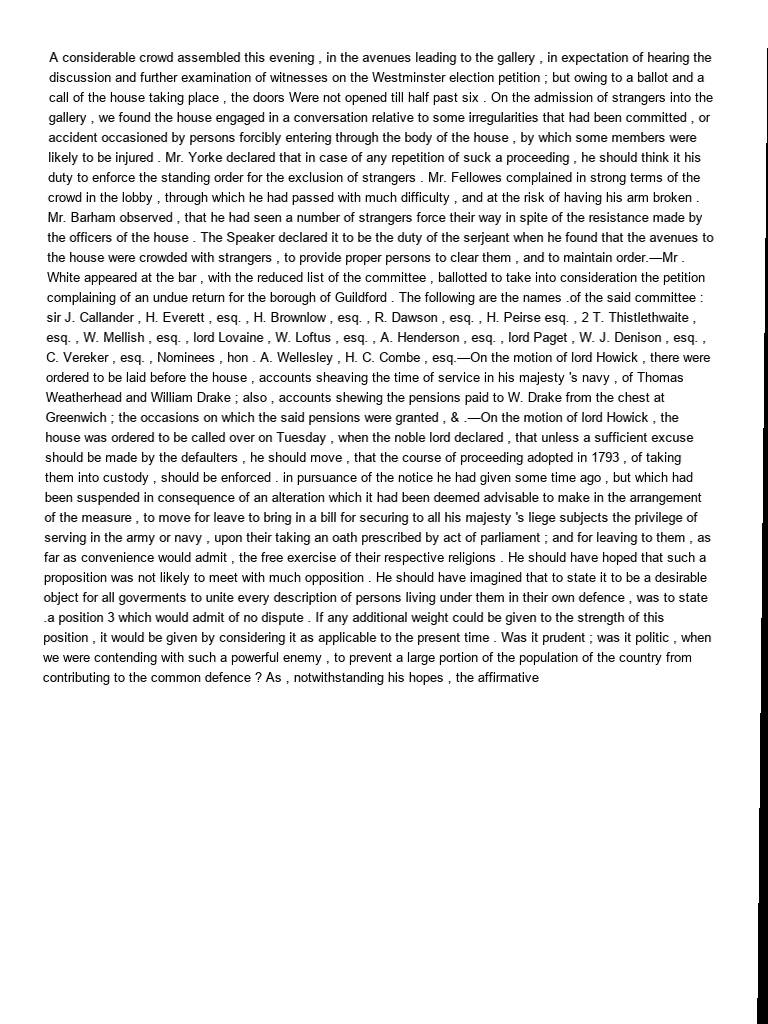 A considerable crowd assembled this evening , in the avenues leading to the gallery , in expectation of hearing the
discussion and further examination of witnesses on the Westminster election petition ; but owing to a ballot and a
call of the house taking place , the doors Were not opened till half past six . On the admission of strangers into the
gallery , we found the house engaged in a conversation relative to some irregularities that had been committed , or
accident occasioned by persons forcibly entering through the body of the house , by which some members were
likely to be injured . Mr. Yorke declared that in case of any repetition of suck a proceeding , he should think it his
duty to enforce the standing order for the exclusion of strangers . Mr. Fellowes complained in strong terms of the
crowd in the lobby , through which he had passed with much difficulty , and at the risk of having his arm broken .
Mr. Barham observed , that he had seen a number of strangers force their way in spite of the resistance made by
the officers of the house . The Speaker declared it to be the duty of the serjeant when he found that the avenues to
the house were crowded with strangers , to provide proper persons to clear them , and to maintain order.—Mr .
White appeared at the bar , with the reduced list of the committee , ballotted to take into consideration the petition
complaining of an undue return for the borough of Guildford . The following are the names .of the said committee :
sir J. Callander , H. Everett , esq. , H. Brownlow , esq. , R. Dawson , esq. , H. Peirse esq. , 2 T. Thistlethwaite ,
esq. , W. Mellish , esq. , lord Lovaine , W. Loftus , esq. , A. Henderson , esq. , lord Paget , W. J. Denison , esq. ,
C. Vereker , esq. , Nominees , hon . A. Wellesley , H. C. Combe , esq.—On the motion of lord Howick , there were
ordered to be laid before the house , accounts sheaving the time of service in his majesty 's navy , of Thomas
Weatherhead and William Drake ; also , accounts shewing the pensions paid to W. Drake from the chest at
Greenwich ; the occasions on which the said pensions were granted , & .—On the motion of lord Howick , the
house was ordered to be called over on Tuesday , when the noble lord declared , that unless a sufficient excuse
should be made by the defaulters , he should move , that the course of proceeding adopted in 1793 , of taking
them into custody , should be enforced . in pursuance of the notice he had given some time ago , but which had
been suspended in consequence of an alteration which it had been deemed advisable to make in the arrangement
of the measure , to move for leave to bring in a bill for securing to all his majesty 's liege subjects the privilege of
serving in the army or navy , upon their taking an oath prescribed by act of parliament ; and for leaving to them , as
far as convenience would admit , the free exercise of their respective religions . He should have hoped that such a
proposition was not likely to meet with much opposition . He should have imagined that to state it to be a desirable
object for all goverments to unite every description of persons living under them in their own defence , was to state
.a position 3 which would admit of no dispute . If any additional weight could be given to the strength of this
position , it would be given by considering it as applicable to the present time . Was it prudent ; was it politic , when
we were contending with such a powerful enemy , to prevent a large portion of the population of the country from
contributing to the common defence ? As , notwithstanding his hopes , the affirmative